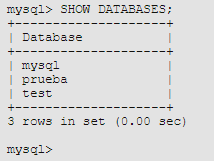 mysql> SHOW DATABASES;
+--------------------+
| Database           |
+--------------------+
| mysql              |
| prueba             |
| test               |
+--------------------+
3 rows in set (0.00 sec)
mysql>